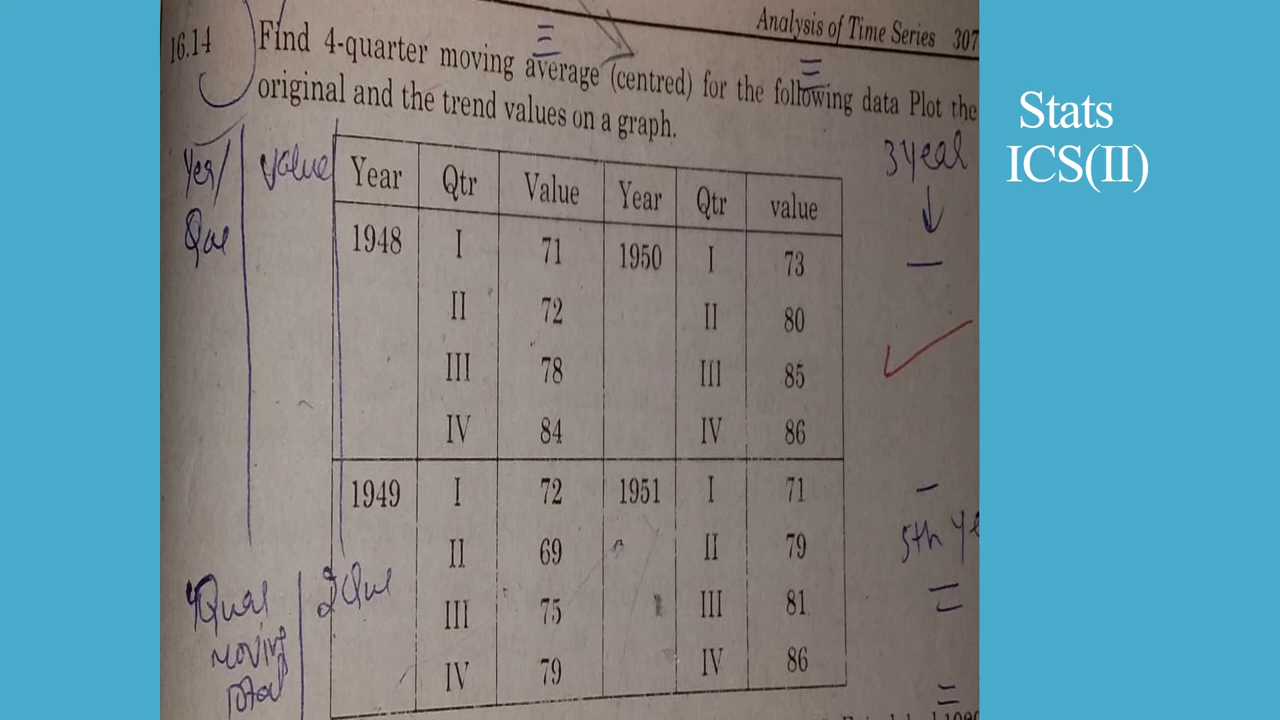 Analysis of Time Series 307
16.14 Find 4-quarter moving average (centred) for the following data Plot the
original and the trend values on a graph.
Stats
ICS(II)
3 year
Value
Year Qtr Value Year Qtr value
1948 I 71 1950 I 73
II 72 II 80
III 78 III 85
IV 84 IV 86
1949 I 72 1951 I 71
II 69 II 79
III 75 III 81
IV 79 IV 86
5th
moving